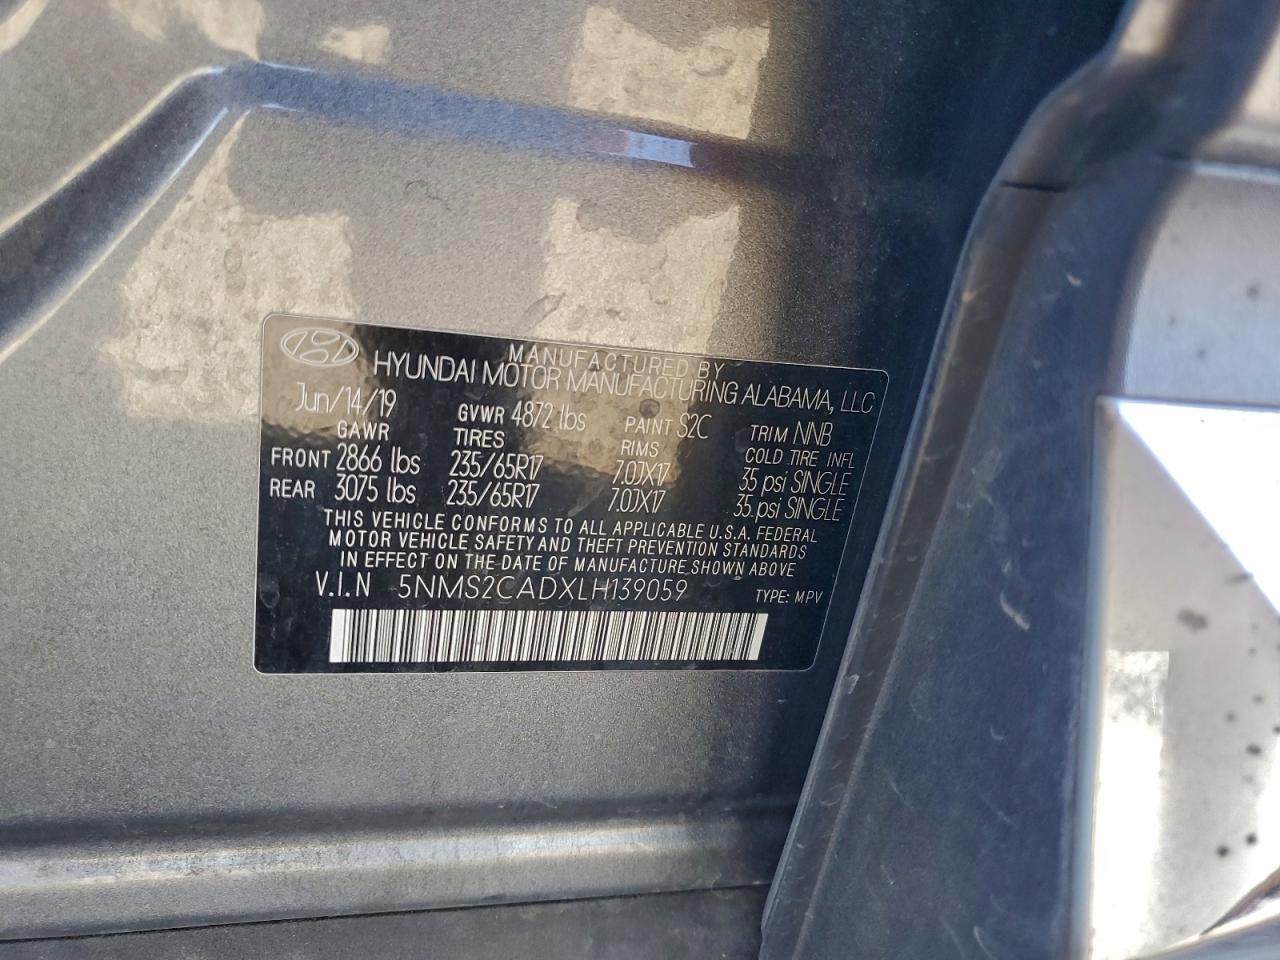 MANUFACTURED BY
HYUNDAI MOTOR MANUFACTURING ALABAMA, LLC
Jun/14/19 GVWR 4872 lbs PAINT S2C TRIM NNB
GAWR TIRES RIMS COLD TIRE INFL
FRONT 2866 lbs 235/65R17 7.0JX17 35 psi SINGLE
REAR 3075 lbs 235/65R17 7.0JX17 35 psi SINGLE
THIS VEHICLE CONFORMS TO ALL APPLICABLE U.S.A. FEDERAL
MOTOR VEHICLE SAFETY AND THEFT PREVENTION STANDARDS
IN EFFECT ON THE DATE OF MANUFACTURE SHOWN ABOVE
V.I.N 5NMS2CADXLH139059 TYPE: MPV